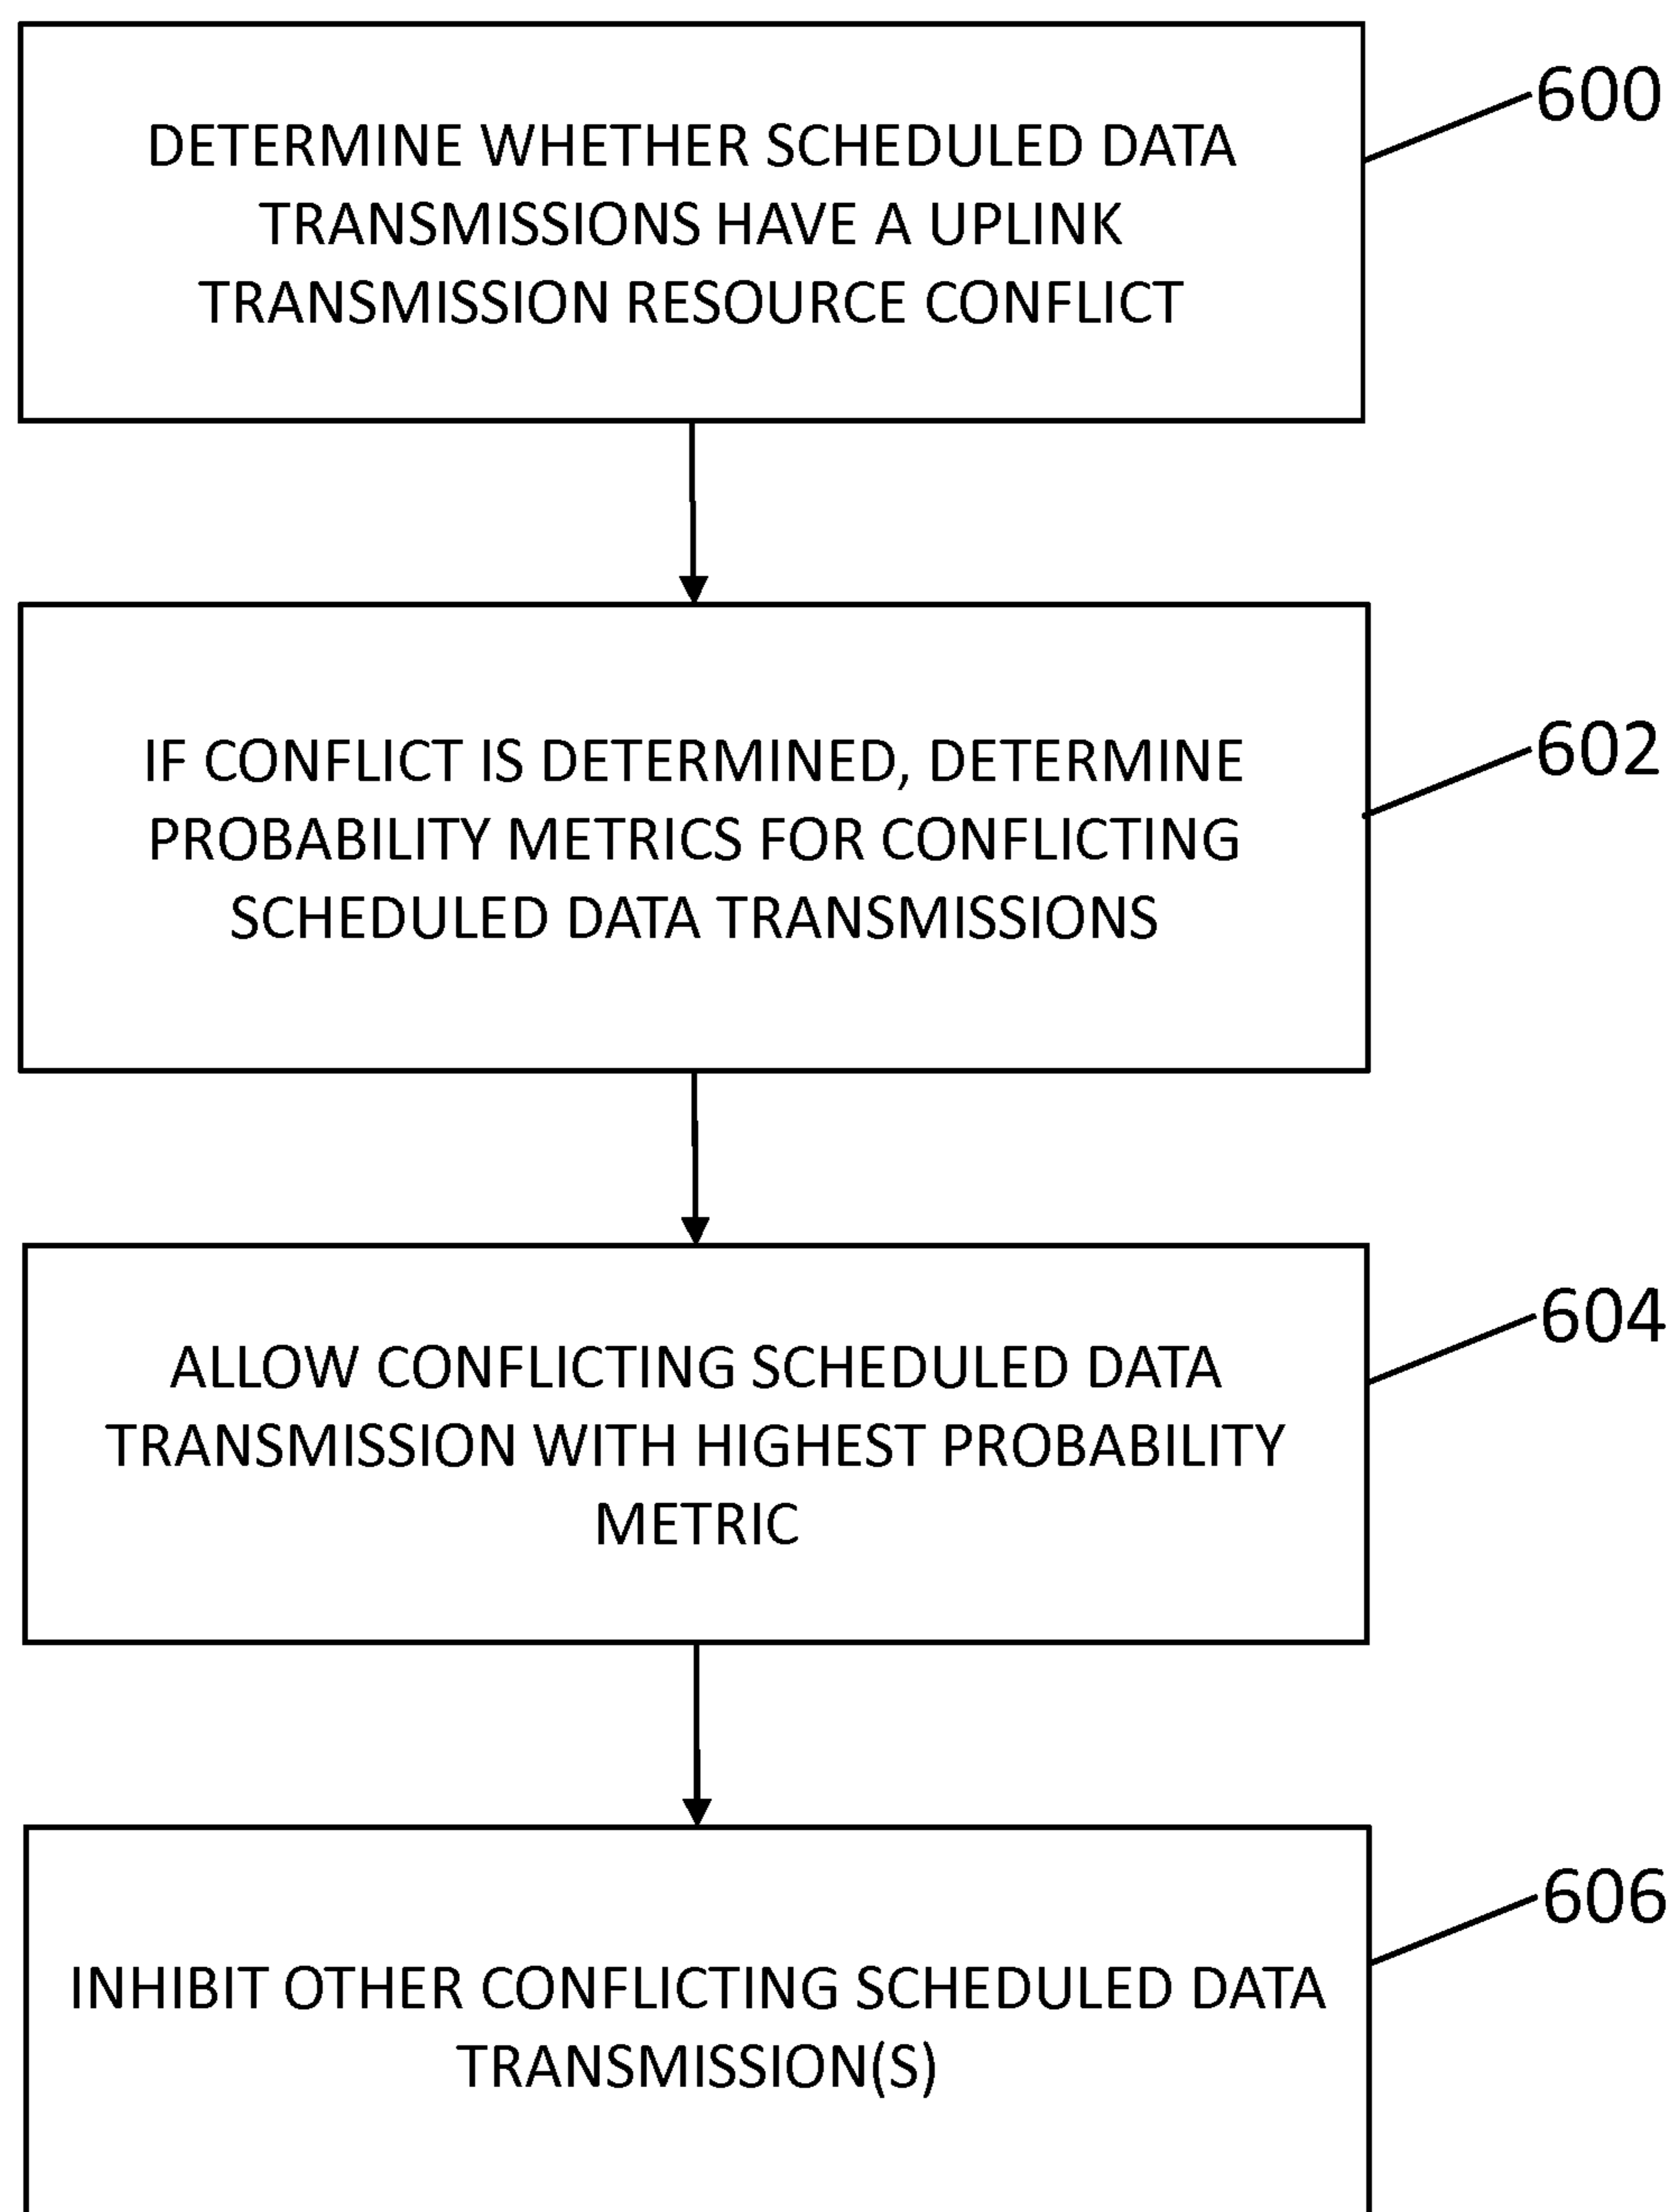 DETERMINE WHETHER SCHEDULED DATA
TRANSMISSIONS HAVE A UPLINK
TRANSMISSION RESOURCE CONFLICT
600
IF CONFLICT IS DETERMINED, DETERMINE
PROBABILITY METRICS FOR CONFLICTING
SCHEDULED DATA TRANSMISSIONS
602
ALLOW CONFLICTING SCHEDULED DATA
TRANSMISSION WITH HIGHEST PROBABILITY
METRIC
604
INHIBIT OTHER CONFLICTING SCHEDULED DATA
TRANSMISSION(S)
606